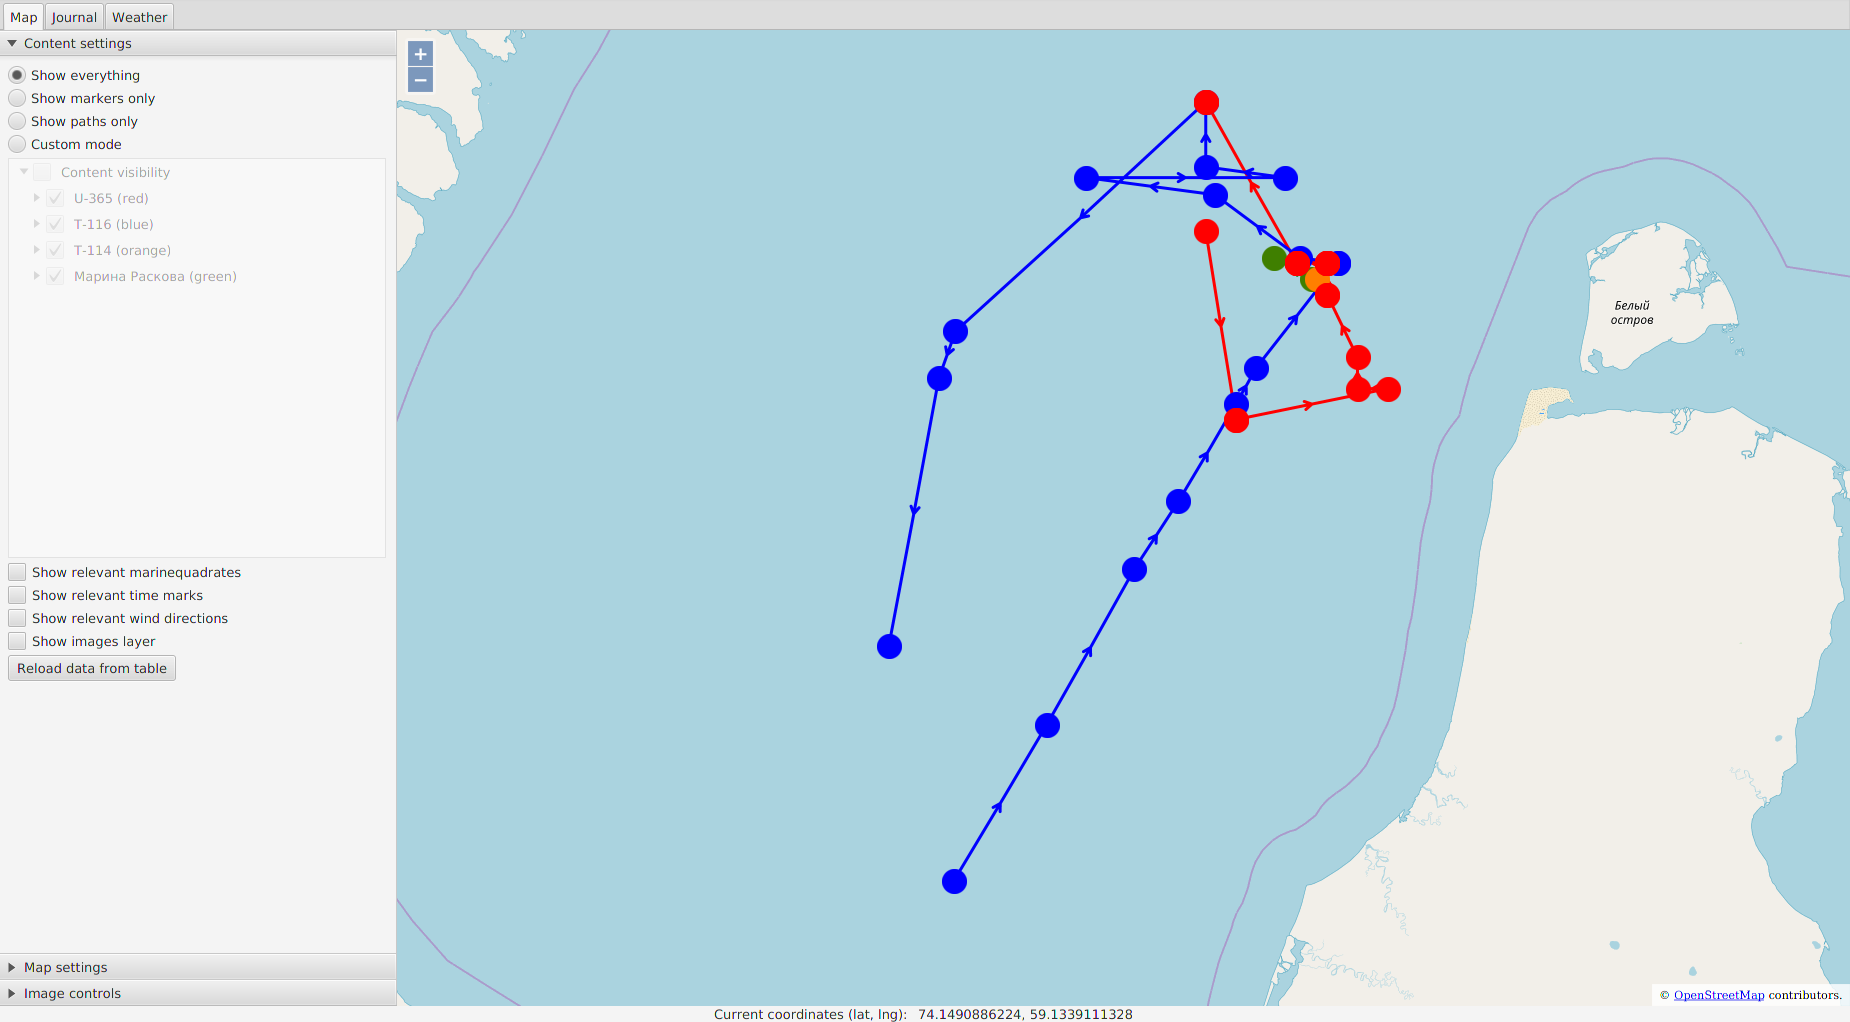 Map Journal Weather
Content settings
Show everything
Show markers only
Show paths only
Custom mode
Content visibility
U-365 (red)
T-116 (blue)
T-114 (orange)
Марина Раскова (green)
Show relevant marinequadrates
Show relevant time marks
Show relevant wind directions
Show images layer
Reload data from table
Map settings
Image controls
+
−
Белый
остров
© OpenStreetMap contributors.
Current coordinates (lat, lng): 74.1490886224, 59.1339111328